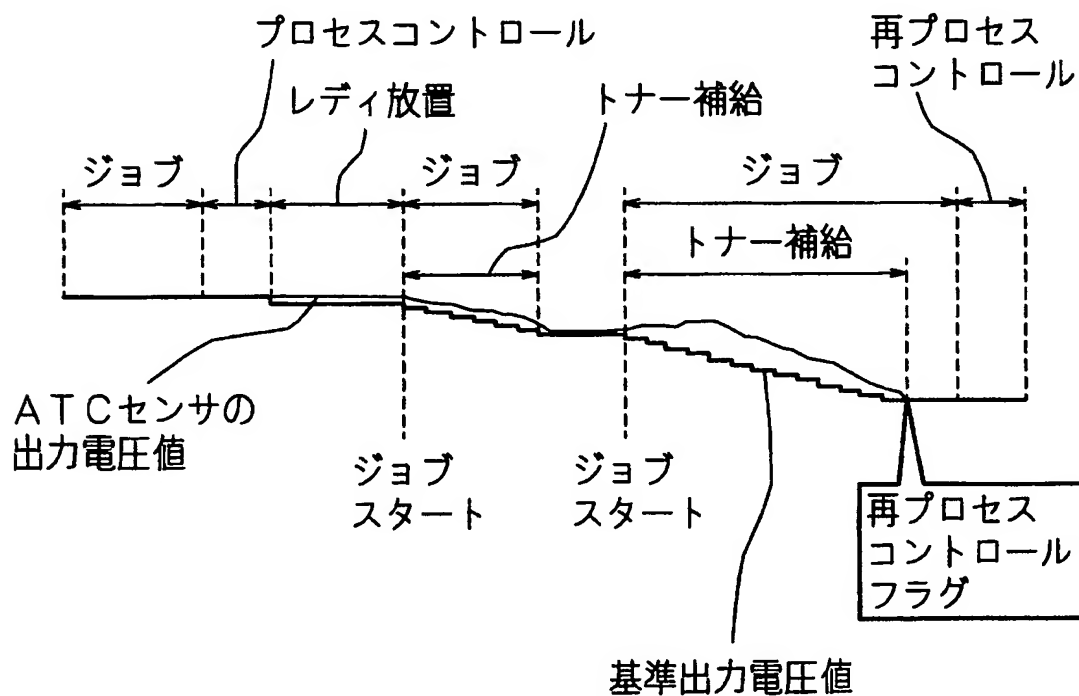 プロセスコントロール
再プロセス
コントロール
レディ放置
トナー補給
ジョブ
ジョブ
ジョブ
トナー補給
ATCセンサの
出力電圧値
ジョブ
スタート
ジョブ
スタート
再プロセス
コントロール
フラグ
基準出力電圧値